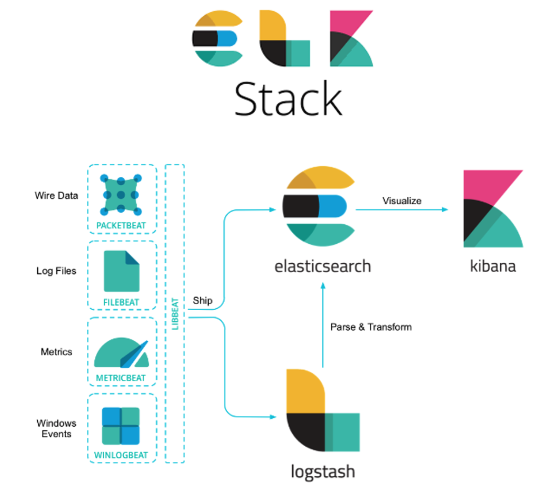 ELK
Stack
Wire Data
PACKETBEAT
Log Files
FILEBEAT
Metrics
METRICBEAT
Windows
Events
WINLOGBEAT
LIBBEAT
Ship
elasticsearch
Visualize
kibana
Parse & Transform
logstash